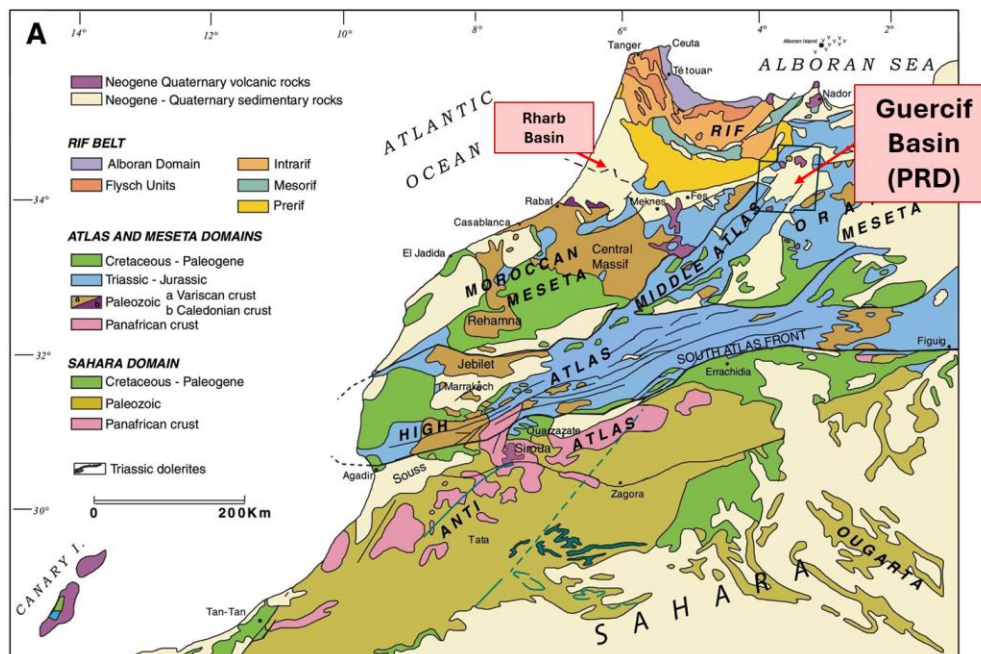 A
14°
12°
10°
8°
6°
4°
2°
Neogene Quaternary volcanic rocks
Neogene - Quaternary sedimentary rocks
RIF BELT
Alboran Domain
Flysch Units
Intrarif
Mesorif
Prerif
ATLAS AND MESETA DOMAINS
Cretaceous - Paleogene
Triassic - Jurassic
Paleozoic
a
b
a Variscan crust
b Caledonian crust
Panafrican crust
SAHARA DOMAIN
Cretaceous - Paleogene
Paleozoic
Panafrican crust
Triassic dolerites
0
200Km
34°
32°
30°
ATLANTIC
OCEAN
Rharb
Basin
Guercif
Basin
(PRD)
Alboran Island
ALBORAN SEA
Tanger
Ceuta
Té touan
Nador
RIF
Rabat
Meknes
Fes
Casablanca
El Jadida
MOROCCAN
MESETA
Central
Massif
MIDDLE ATLAS
MESETA
Rehamna
Jebilet
Marrakech
HIGH
ATLAS
SOUTH ATLAS FRONT
Errachidia
Figuig
Ouarzazate
Siroua
ANTI
ATLAS
Agadir
Souss
Zagora
Tata
Tan-Tan
CANARY I.
SAHARA
OUGARTA